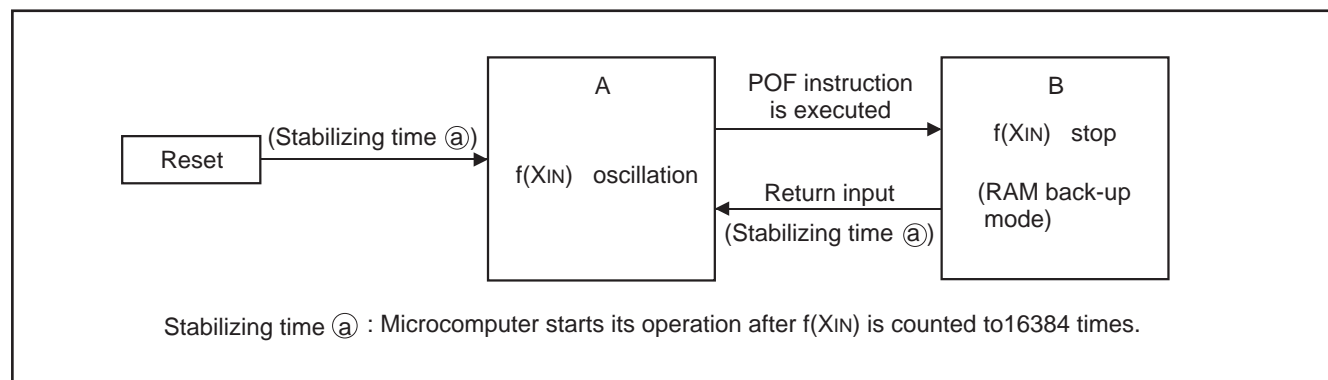 Reset
(Stabilizing time ⓐ)
A
f(XIN) oscillation
POF instruction
is executed
Return input
(Stabilizing time ⓐ)
B
f(XIN) stop
(RAM back-up
mode)
Stabilizing time ⓐ : Microcomputer starts its operation after f(XIN) is counted to16384 times.